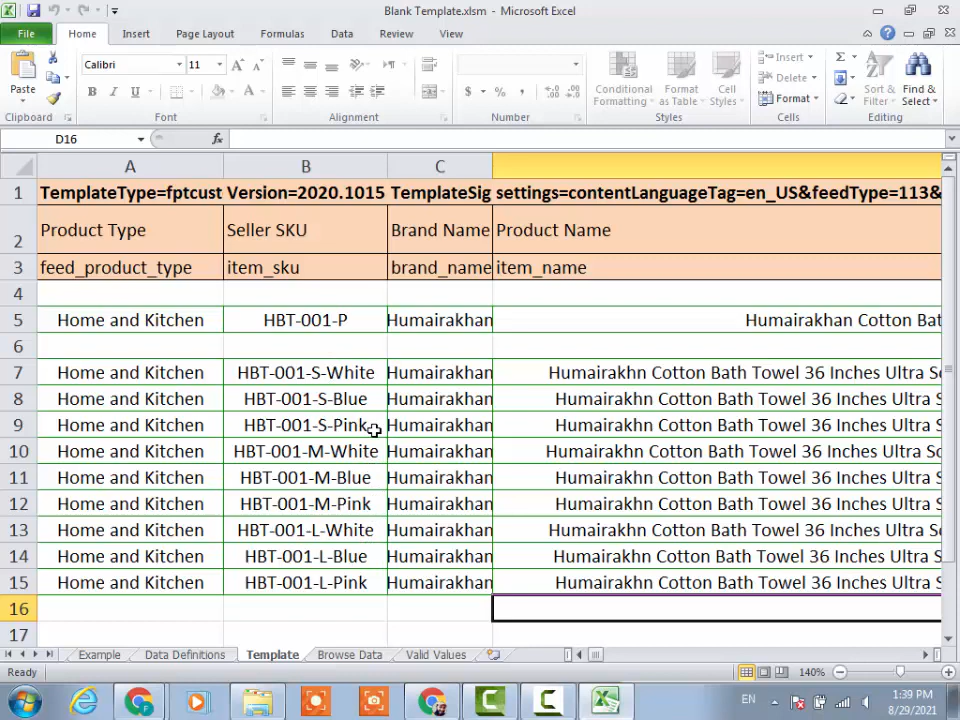 Blank Template.xlsm - Microsoft Excel
File Home Insert Page Layout Formulas Data Review View
Calibri 11
Paste
Conditional Formatting Format as Table Cell Styles
Insert
Delete
Format
Sort & Filter Find & Select
Clipboard Font Alignment Number Styles Cells Editing
D16 fx
A B C
1 TemplateType=fptcust Version=2020.1015 TemplateSig settings=contentLanguageTag=en_US&feedType=113&
2 Product Type Seller SKU Brand Name Product Name
3 feed_product_type item_sku brand_name item_name
4
5 Home and Kitchen HBT-001-P Humairakhan Humairakhan Cotton Bat
6
7 Home and Kitchen HBT-001-S-White Humairakhan Humairakhn Cotton Bath Towel 36 Inches Ultra So
8 Home and Kitchen HBT-001-S-Blue Humairakhan Humairakhn Cotton Bath Towel 36 Inches Ultra S
9 Home and Kitchen HBT-001-S-Pink Humairakhan Humairakhn Cotton Bath Towel 36 Inches Ultra S
10 Home and Kitchen HBT-001-M-White Humairakhan Humairakhn Cotton Bath Towel 36 Inches Ultra So
11 Home and Kitchen HBT-001-M-Blue Humairakhan Humairakhn Cotton Bath Towel 36 Inches Ultra S
12 Home and Kitchen HBT-001-M-Pink Humairakhan Humairakhn Cotton Bath Towel 36 Inches Ultra S
13 Home and Kitchen HBT-001-L-White Humairakhan Humairakhn Cotton Bath Towel 36 Inches Ultra So
14 Home and Kitchen HBT-001-L-Blue Humairakhan Humairakhn Cotton Bath Towel 36 Inches Ultra S
15 Home and Kitchen HBT-001-L-Pink Humairakhan Humairakhn Cotton Bath Towel 36 Inches Ultra S
16
17
Example Data Definitions Template Browse Data Valid Values
Ready 140%
EN 1:39 PM
8/29/2021